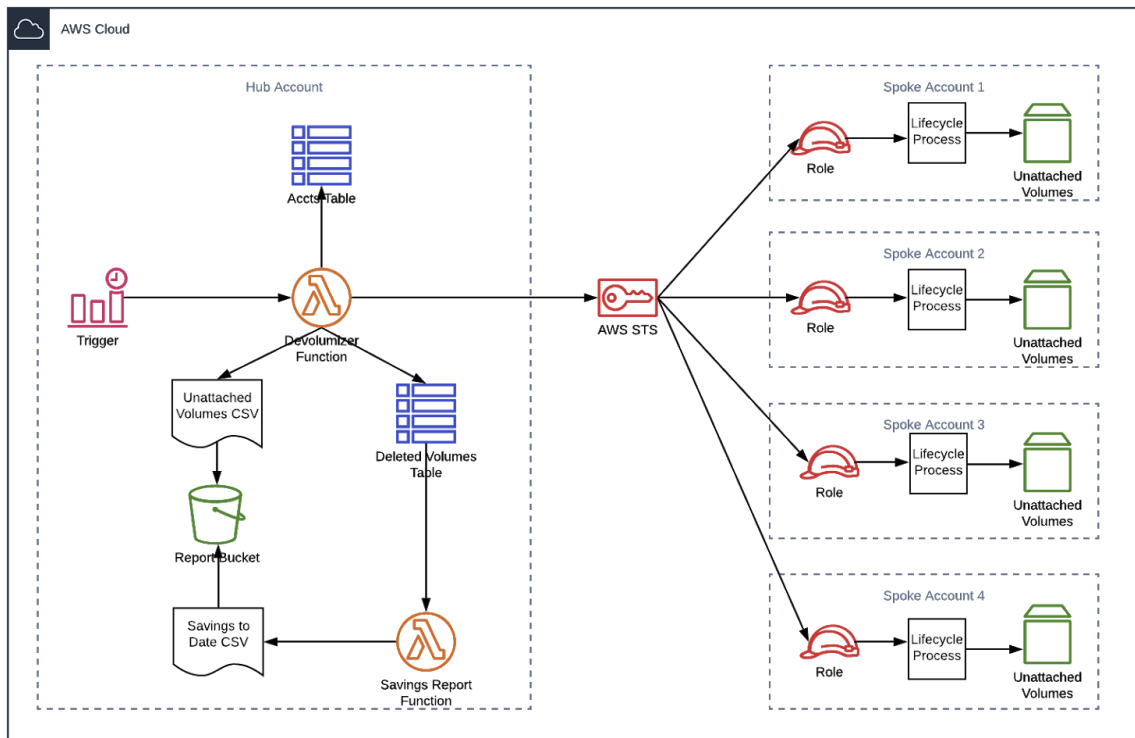 AWS Cloud
Hub Account
Accts Table
Trigger
Devolumizer
Function
Unattached
Volumes CSV
Deleted Volumes
Table
Report Bucket
Savings to
Date CSV
Savings Report
Function
AWS STS
Spoke Account 1
Role
Lifecycle
Process
Unattached
Volumes
Spoke Account 2
Role
Lifecycle
Process
Unattached
Volumes
Spoke Account 3
Role
Lifecycle
Process
Unattached
Volumes
Spoke Account 4
Role
Lifecycle
Process
Unattached
Volumes